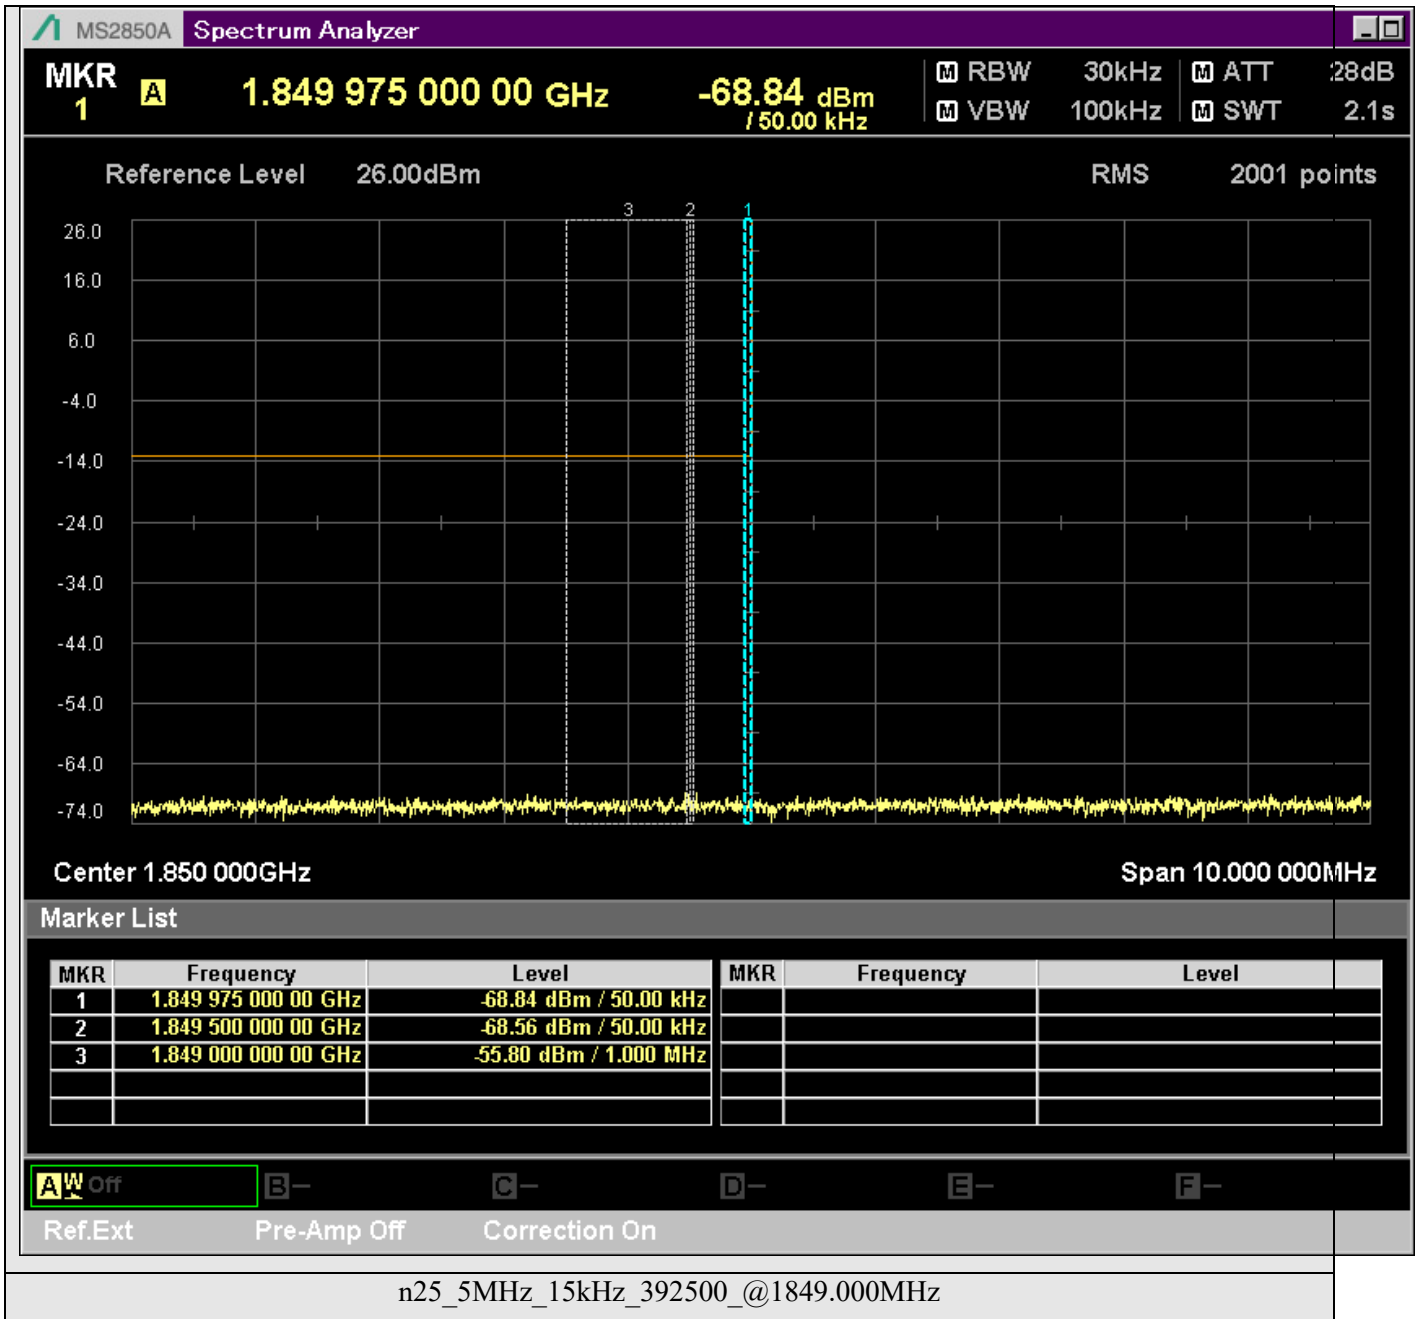 MS2850A Spectrum Analyzer
MKR 1 A 1.849 975 000 00 GHz -68.84 dBm / 50.00 kHz
M RBW 30kHz M ATT 28dB
M VBW 100kHz M SWT 2.1s
Reference Level 26.00dBm RMS 2001 points
3 2 1
26.0
16.0
6.0
-4.0
-14.0
-24.0
-34.0
-44.0
-54.0
-64.0
-74.0
Center 1.850 000GHz Span 10.000 000MHz
Marker List
MKR Frequency Level MKR Frequency Level
1 1.849 975 000 00 GHz -68.84 dBm / 50.00 kHz
2 1.849 500 000 00 GHz -68.56 dBm / 50.00 kHz
3 1.849 000 000 00 GHz -55.80 dBm / 1.000 MHz
A W Off B – C – D – E – F –
Ref.Ext Pre-Amp Off Correction On
n25_5MHz_15kHz_392500_@1849.000MHz